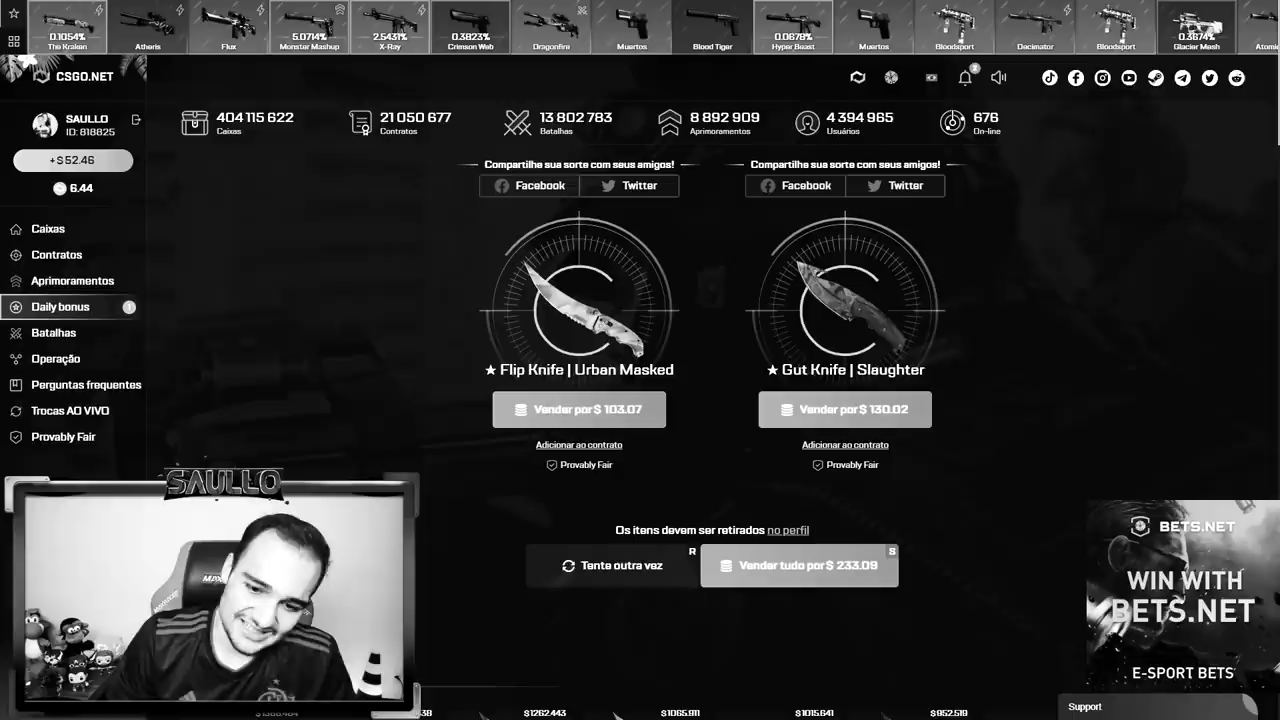 0.1054%
The Kraken
Atheris
Flux
5.0714%
Monster Mashup
2.5431%
X-Ray
0.3823%
Crimson Web
Dragonfire
Muertos
Blood Tiger
0.0678%
Hyper Beast
Muertos
Bloodsport
Decimator
Bloodsport
0.3674%
Glacier Mesh
Atomic
CSGO.NET
SAULLO
ID: 818825
+$ 52.46
6.44
404 115 622
Caixas
21 050 677
Contratos
13 802 783
Batalhas
8 892 909
Aprimoramentos
4 394 965
Usuários
676
On-line
Caixas
Contratos
Aprimoramentos
Daily bonus 1
Batalhas
Operação
Perguntas frequentes
Trocas AO VIVO
Provably Fair
Compartilhe sua sorte com seus amigos!
Facebook Twitter
★ Flip Knife | Urban Masked
Vender por $ 103.07
Adicionar ao contrato
Provably Fair
Compartilhe sua sorte com seus amigos!
Facebook Twitter
★ Gut Knife | Slaughter
Vender por $ 130.02
Adicionar ao contrato
Provably Fair
Os itens devem ser retirados no perfil
Tente outra vez R
Vender tudo por $ 233.09 S
SAULLO
BETS.NET
WIN WITH
BETS.NET
E-SPORT BETS
Support
$1262.443
$1065.911
$1015.641
$952.519